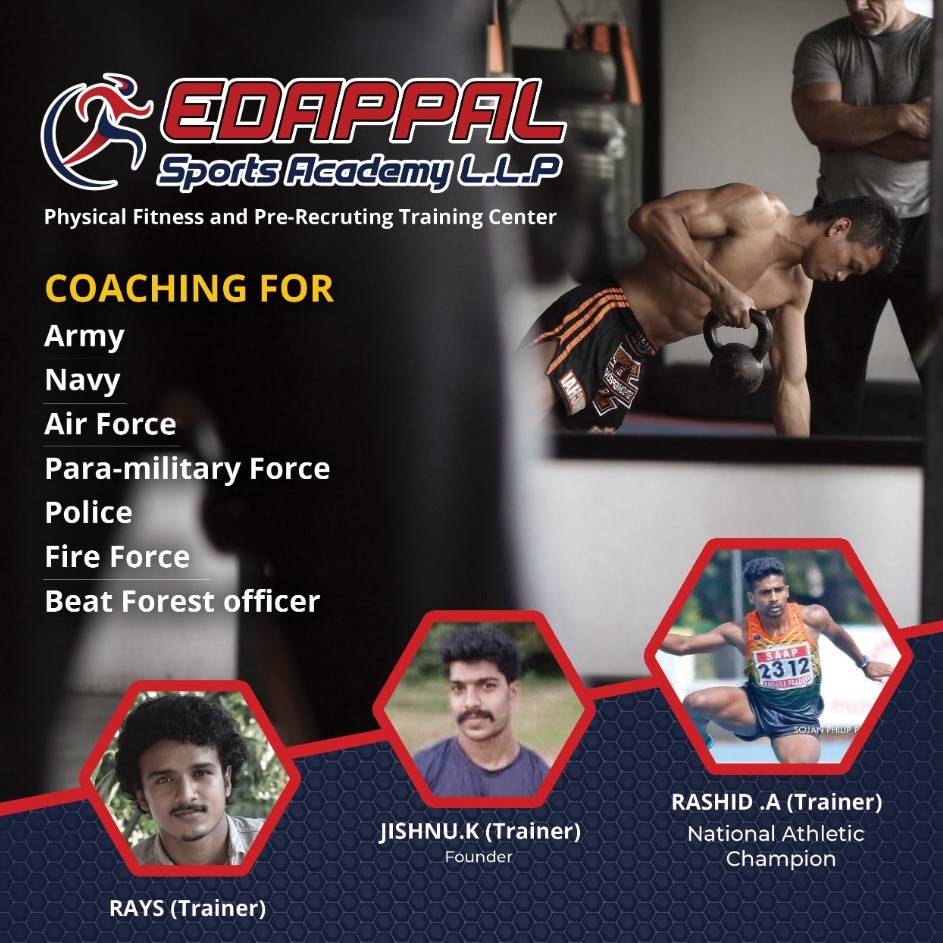 EDAPPAL
Sports Academy L.L.P
Physical Fitness and Pre-Recruting Training Center
COACHING FOR
Army
Navy
Air Force
Para-military Force
Police
Fire Force
Beat Forest officer
SAAP
2312
SOJAN PHILIP P
RASHID .A (Trainer)
National Athletic
Champion
JISHNU.K (Trainer)
Founder
RAYS (Trainer)